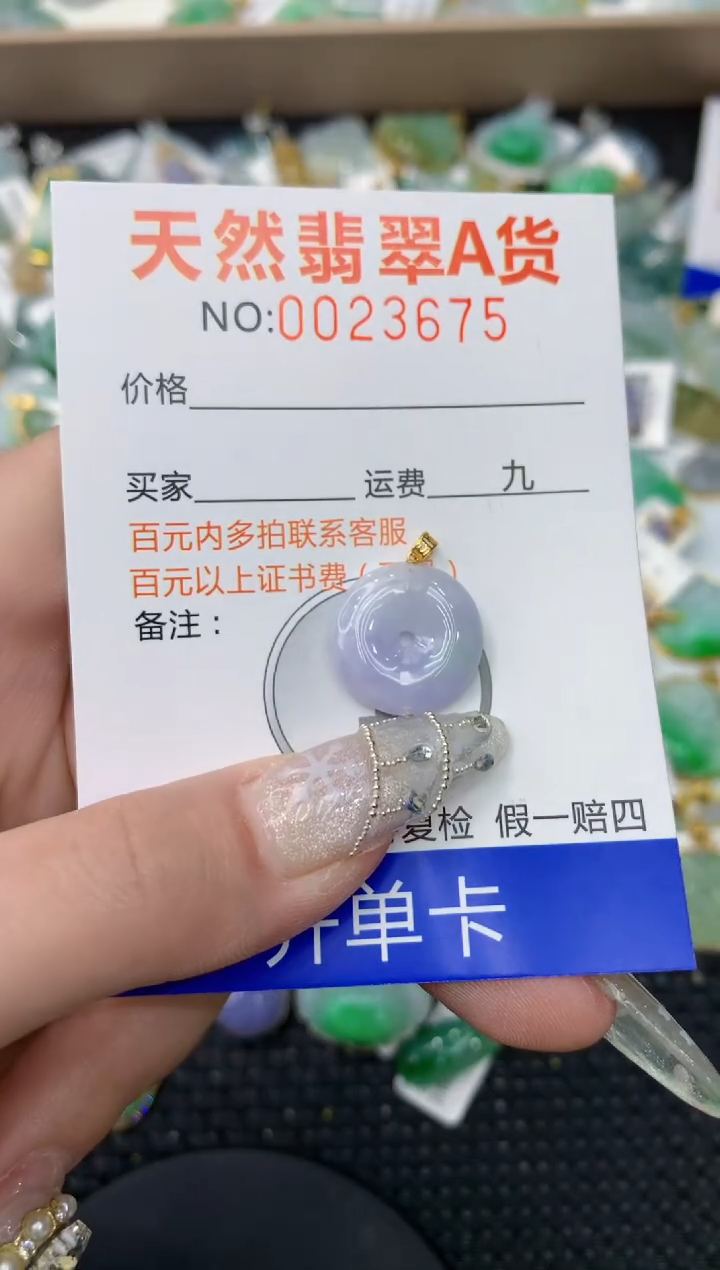 天然翡翠A货
NO:0023675
价格
买家 运费 九
百元内多拍联系客服
百元以上证书费（
备注：
复检 假一赔四
开单卡